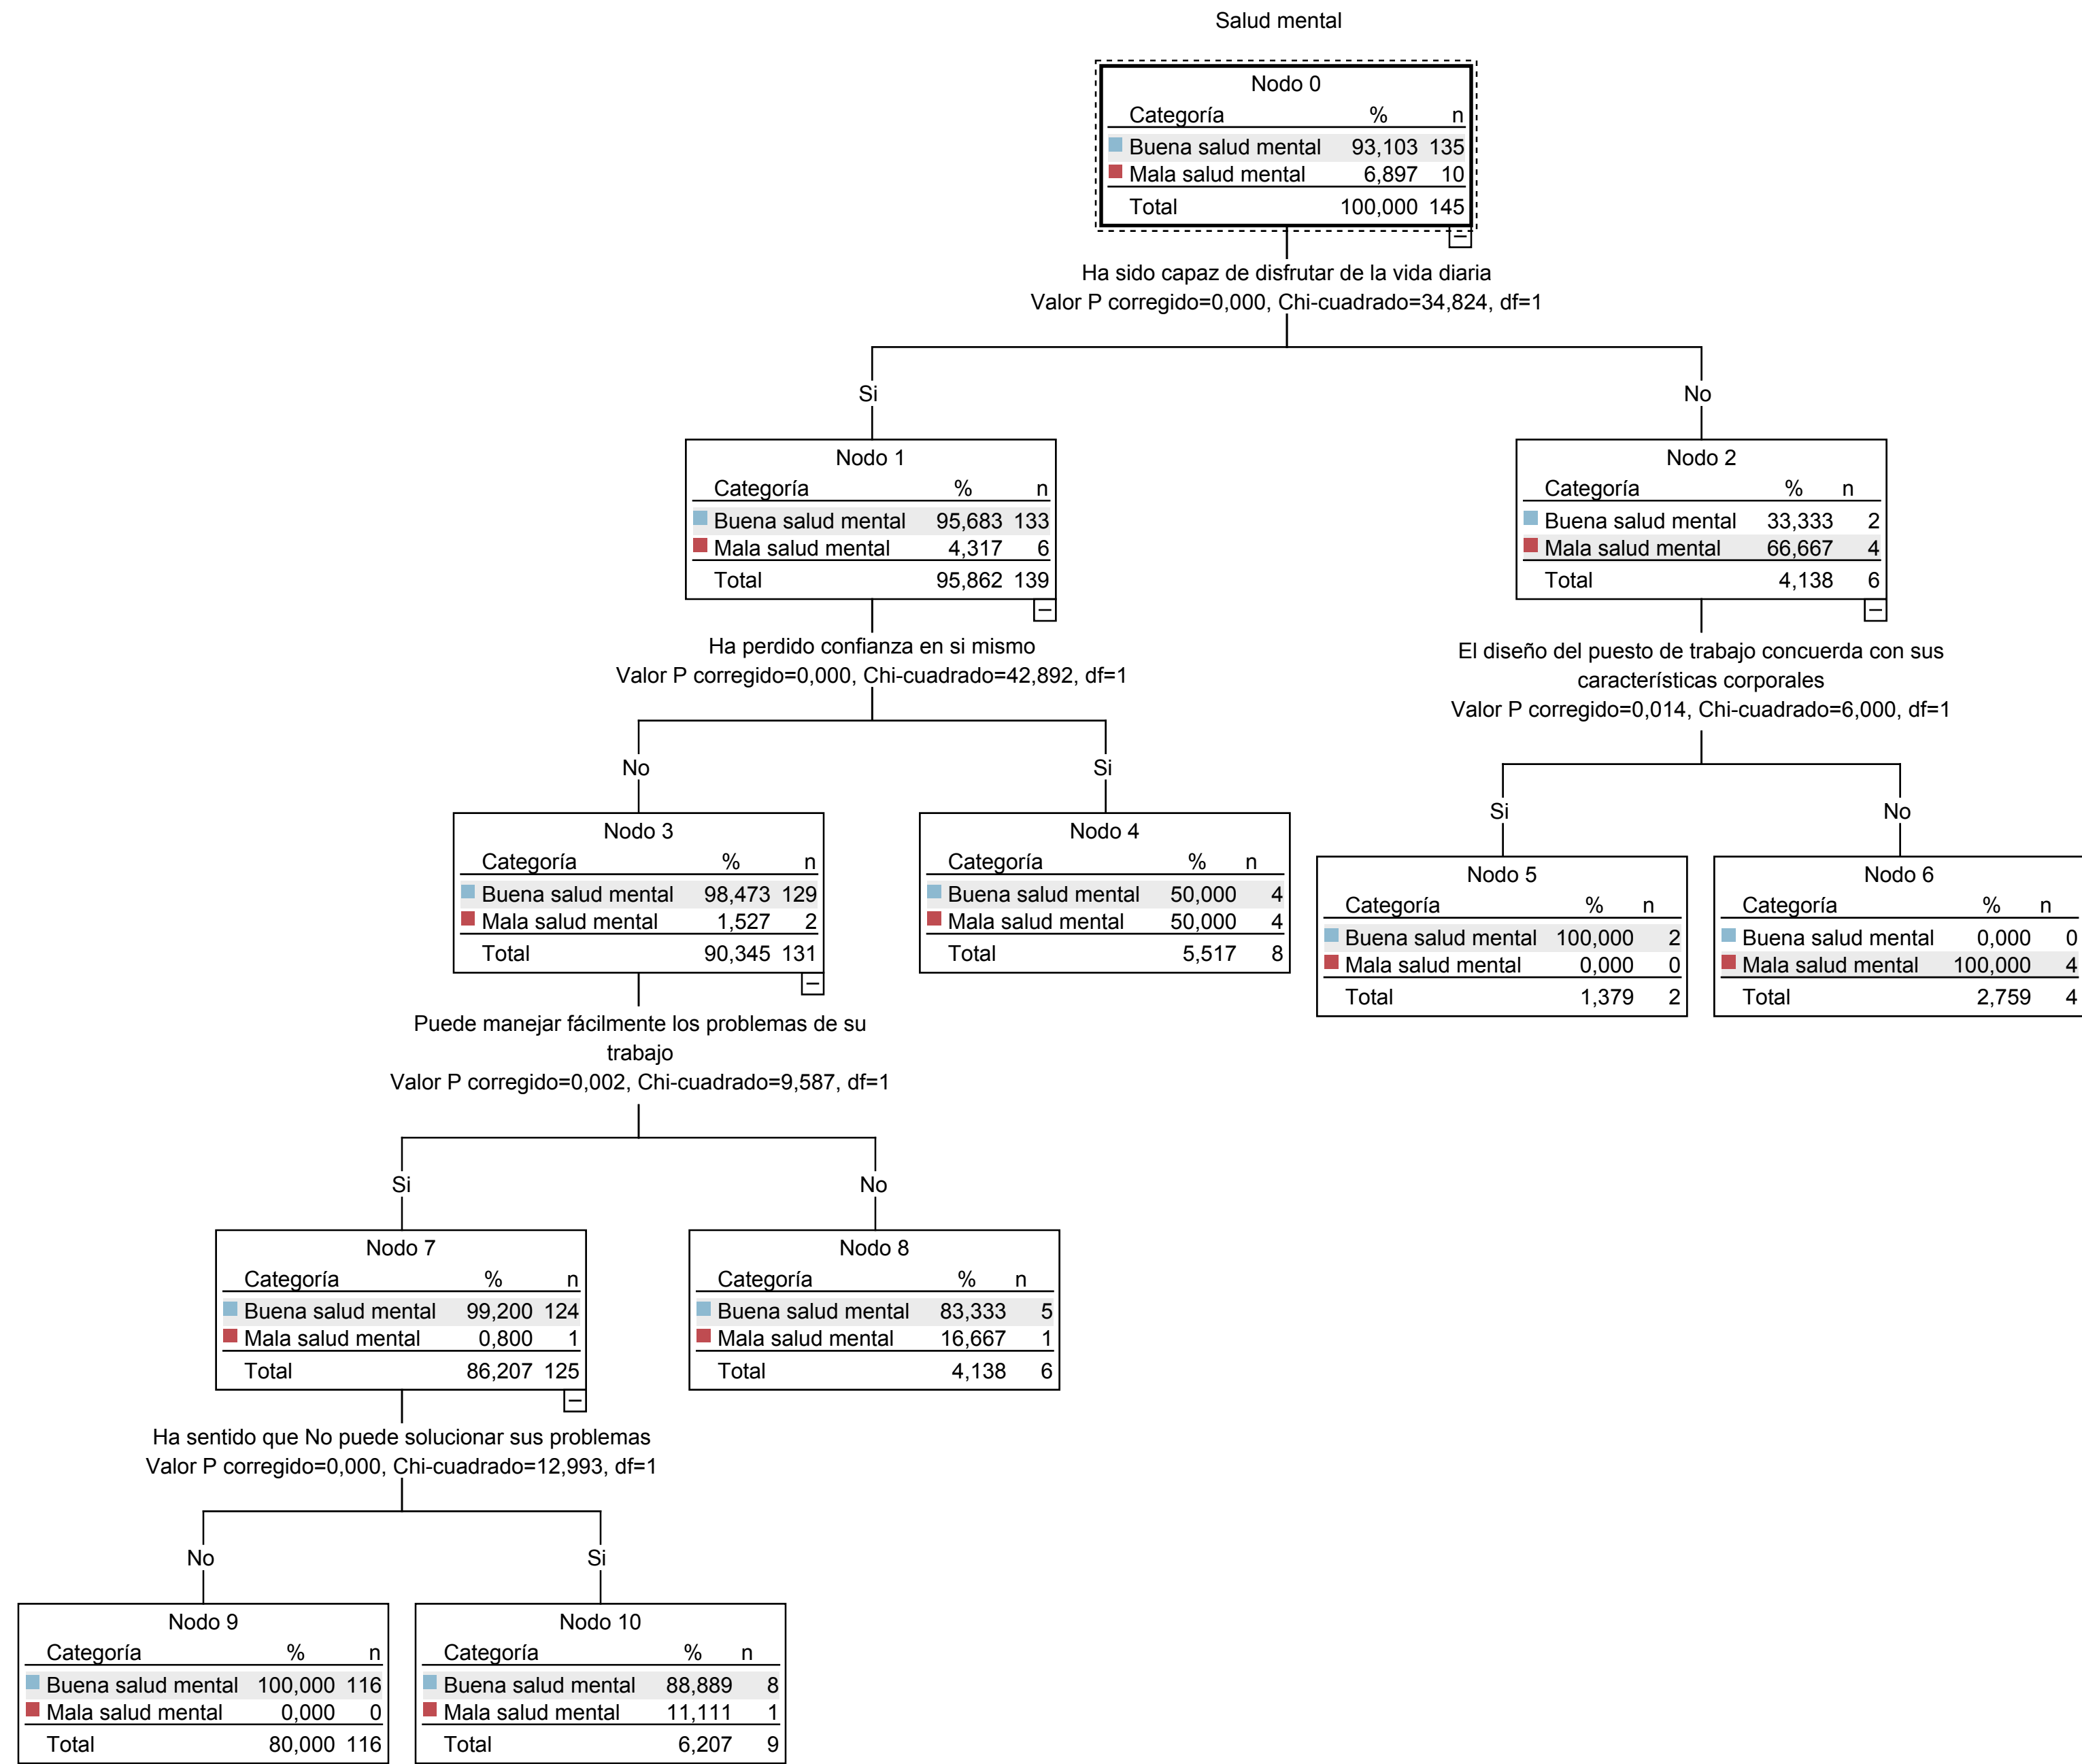 Salud mental
Nodo 0
Categoría % n
Buena salud mental 93,103 135
Mala salud mental 6,897 10
Total 100,000 145
Ha sido capaz de disfrutar de la vida diaria
Valor P corregido=0,000, Chi-cuadrado=34,824, df=1
Si
No
Nodo 1
Categoría % n
Buena salud mental 95,683 133
Mala salud mental 4,317 6
Total 95,862 139
Nodo 2
Categoría % n
Buena salud mental 33,333 2
Mala salud mental 66,667 4
Total 4,138 6
Ha perdido confianza en si mismo
Valor P corregido=0,000, Chi-cuadrado=42,892, df=1
El diseño del puesto de trabajo concuerda con sus
características corporales
Valor P corregido=0,014, Chi-cuadrado=6,000, df=1
No
Si
Si
No
Nodo 3
Categoría % n
Buena salud mental 98,473 129
Mala salud mental 1,527 2
Total 90,345 131
Nodo 4
Categoría % n
Buena salud mental 50,000 4
Mala salud mental 50,000 4
Total 5,517 8
Nodo 5
Categoría % n
Buena salud mental 100,000 2
Mala salud mental 0,000 0
Total 1,379 2
Nodo 6
Categoría % n
Buena salud mental 0,000 0
Mala salud mental 100,000 4
Total 2,759 4
Puede manejar fácilmente los problemas de su
trabajo
Valor P corregido=0,002, Chi-cuadrado=9,587, df=1
Si
No
Nodo 7
Categoría % n
Buena salud mental 99,200 124
Mala salud mental 0,800 1
Total 86,207 125
Nodo 8
Categoría % n
Buena salud mental 83,333 5
Mala salud mental 16,667 1
Total 4,138 6
Ha sentido que No puede solucionar sus problemas
Valor P corregido=0,000, Chi-cuadrado=12,993, df=1
No
Si
Nodo 9
Categoría % n
Buena salud mental 100,000 116
Mala salud mental 0,000 0
Total 80,000 116
Nodo 10
Categoría % n
Buena salud mental 88,889 8
Mala salud mental 11,111 1
Total 6,207 9